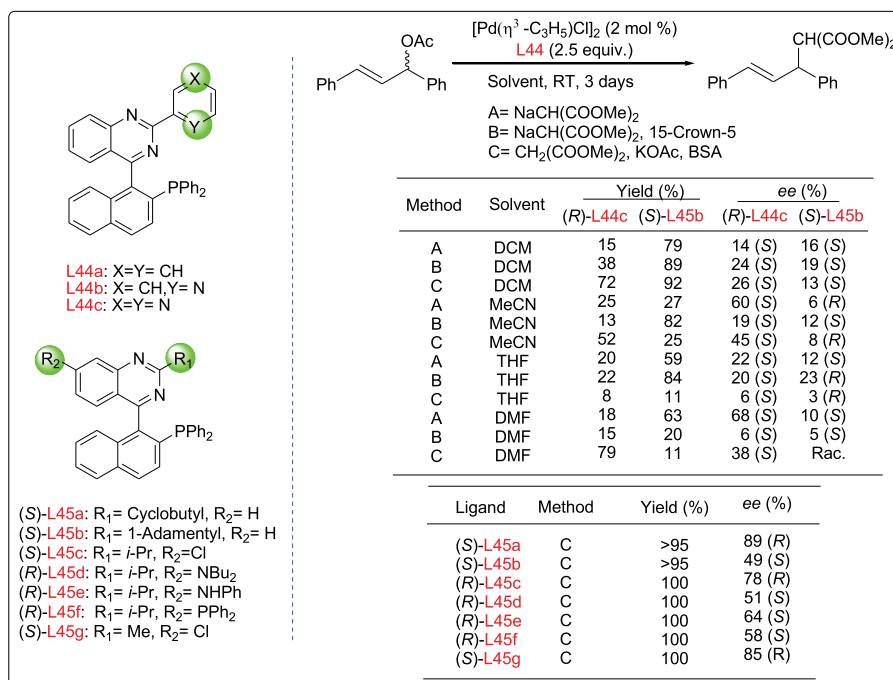 X
N
Y
N
PPh2
L44a: X=Y= CH
L44b: X= CH,Y= N
L44c: X=Y= N
R2
N
R1
N
PPh2
(S)-L45a: R1= Cyclobutyl, R2= H
(S)-L45b: R1= 1-Adamentyl, R2= H
(S)-L45c: R1= i-Pr, R2=Cl
(R)-L45d: R1= i-Pr, R2= NBu2
(R)-L45e: R1= i-Pr, R2= NHPh
(R)-L45f: R1= i-Pr, R2= PPh2
(S)-L45g: R1= Me, R2= Cl
OAc
Ph Ph
[Pd(η3 -C3H5)Cl]2 (2 mol %)
L44 (2.5 equiv.)
Solvent, RT, 3 days
A= NaCH(COOMe)2
B= NaCH(COOMe)2, 15-Crown-5
C= CH2(COOMe)2, KOAc, BSA
CH(COOMe)2
Ph Ph
Method Solvent Yield (%) ee (%)
(R)-L44c (S)-L45b (R)-L44c (S)-L45b
A DCM 15 79 14 (S) 16 (S)
B DCM 38 89 24 (S) 19 (S)
C DCM 72 92 26 (S) 13 (S)
A MeCN 25 27 60 (S) 6 (R)
B MeCN 13 82 19 (S) 12 (S)
C MeCN 52 25 45 (S) 8 (R)
A THF 20 59 22 (S) 12 (S)
B THF 22 84 20 (S) 23 (R)
C THF 8 11 6 (S) 3 (R)
A DMF 18 63 68 (S) 10 (S)
B DMF 15 20 6 (S) 5 (S)
C DMF 79 11 38 (S) Rac.
Ligand Method Yield (%) ee (%)
(S)-L45a C >95 89 (R)
(S)-L45b C >95 49 (S)
(R)-L45c C 100 78 (R)
(R)-L45d C 100 51 (S)
(R)-L45e C 100 64 (S)
(R)-L45f C 100 58 (S)
(S)-L45g C 100 85 (R)